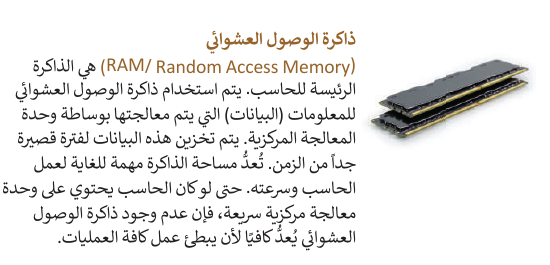 ذاكرة الوصول العشوائي
(RAM/ Random Access Memory) هي الذاكرة
الرئيسة للحاسب. يتم استخدام ذاكرة الوصول العشوائي
للمعلومات (البيانات) التي يتم معالجتها بوساطة وحدة
المعالجة المركزية. يتم تخزين هذه البيانات لفترة قصيرة
جداً من الزمن. تُعدُّ مساحة الذاكرة مهمة للغاية لعمل
الحاسب وسرعته. حتى لو كان الحاسب يحتوي على وحدة
معالجة مركزية سريعة، فإن عدم وجود ذاكرة الوصول
العشوائي يُعدُّ كافيًا لأن يبطئ عمل كافة العمليات.